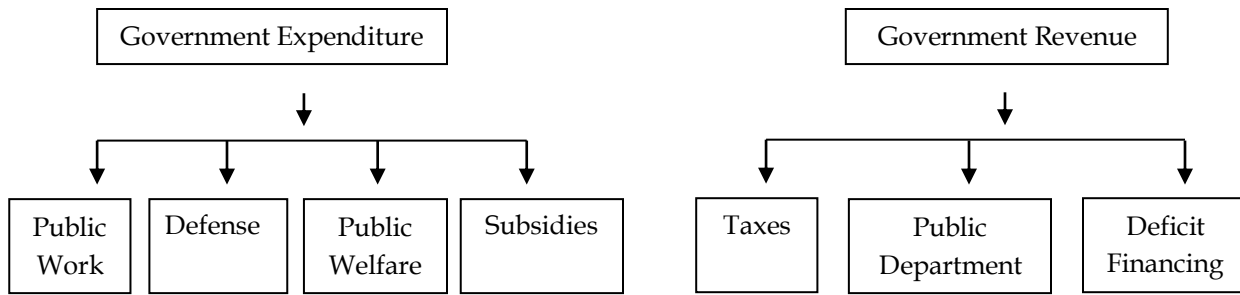 Government Expenditure
Government Revenue
Public
Work
Defense
Public
Welfare
Subsidies
Taxes
Public
Department
Deficit
Financing